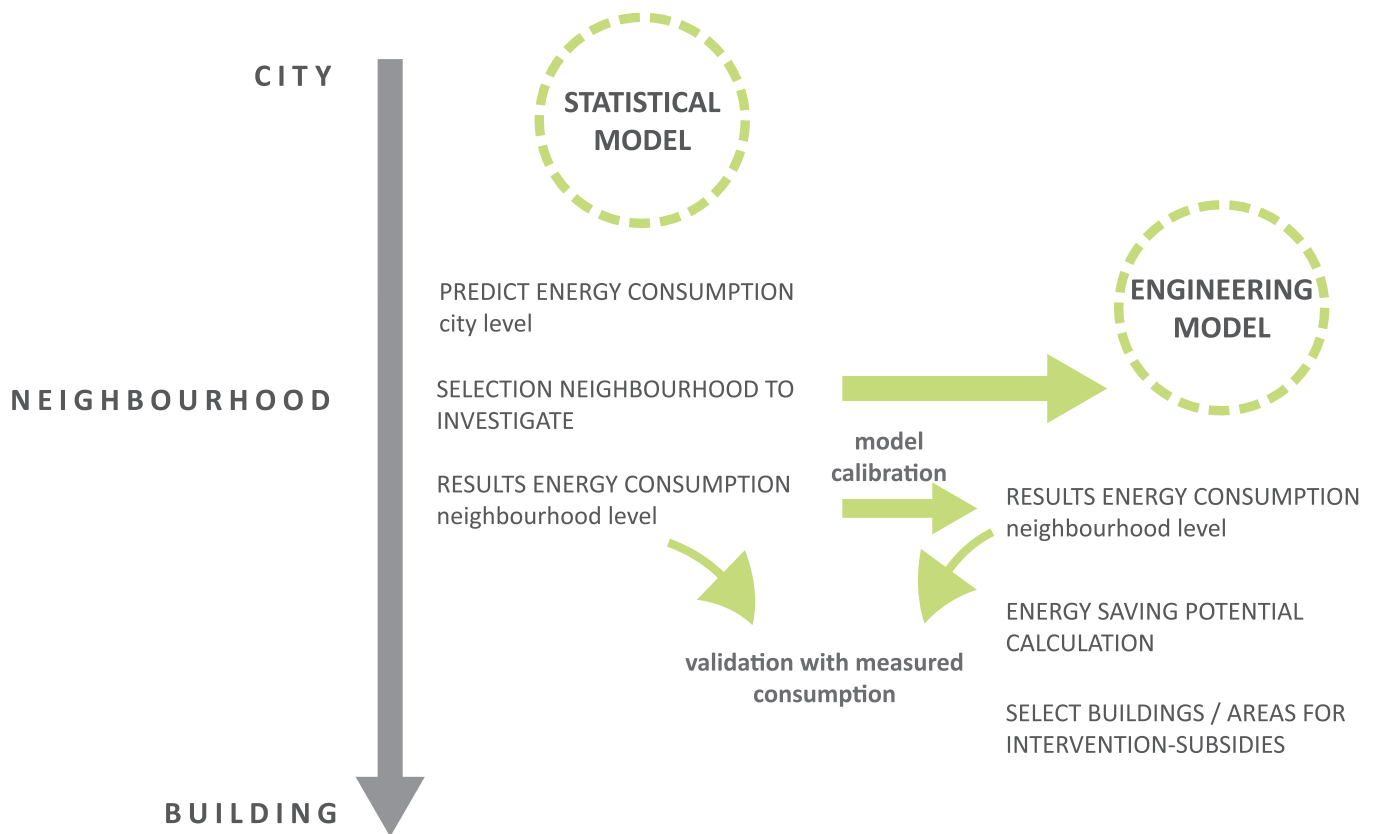 CITY
STATISTICAL
MODEL
ENGINEERING
MODEL
PREDICT ENERGY CONSUMPTION
city level
NEIGHBOURHOOD
SELECTION NEIGHBOURHOOD TO
INVESTIGATE
model
calibration
RESULTS ENERGY CONSUMPTION
neighbourhood level
RESULTS ENERGY CONSUMPTION
neighbourhood level
validation with measured
consumption
ENERGY SAVING POTENTIAL
CALCULATION
SELECT BUILDINGS / AREAS FOR
INTERVENTION-SUBSIDIES
BUILDING